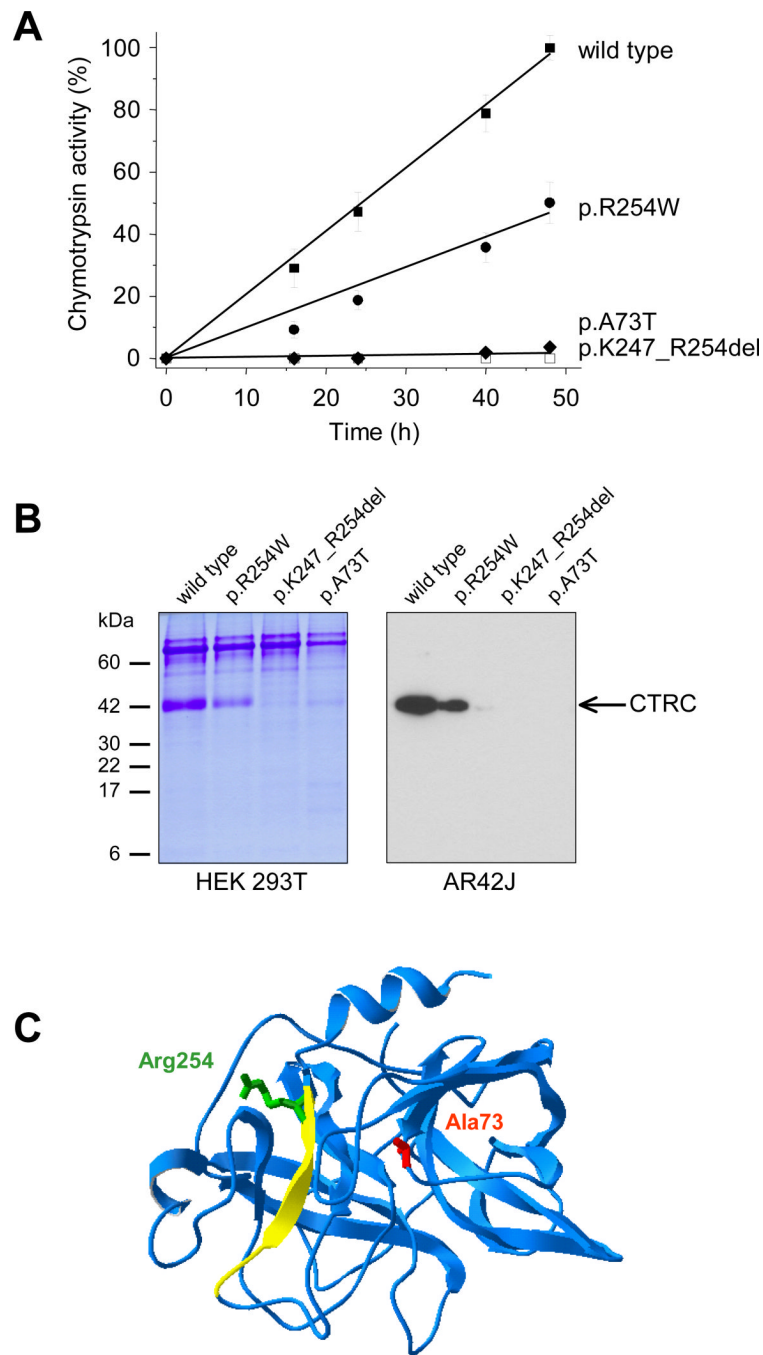 A
Chymotrypsin activity (%)
100
80
60
40
20
0
0
10
20
30
40
50
Time (h)
wild type
p.R254W
p.A73T
p.K247_R254del
B
wild type
p.R254W
p.K247_R254del
p.A73T
wild type
p.R254W
p.K247_R254del
p.A73T
kDa
60
42
30
22
17
6
CTRC
HEK 293T
AR42J
C
Arg254
Ala73